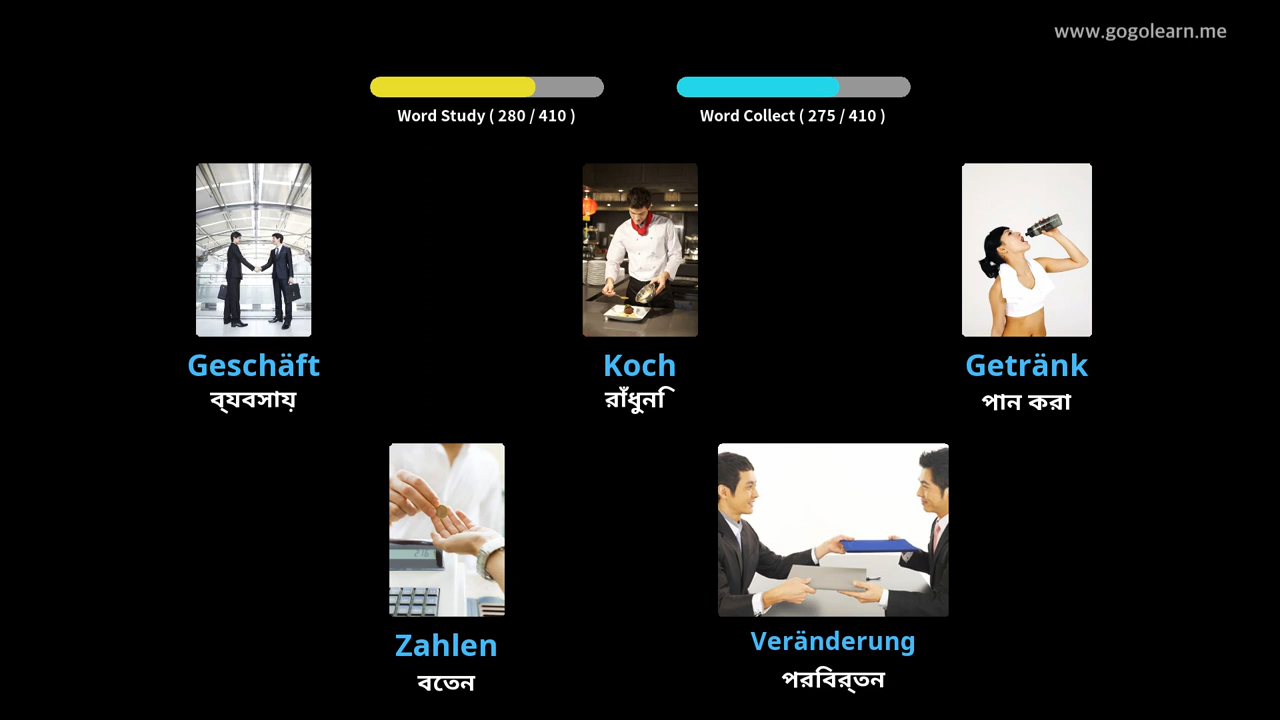 www.gogolearn.me
Word Study ( 280 / 410 )
Word Collect ( 275 / 410 )
Geschäft
Koch
Getränk
ব্যবসায়
রাঁধুনি
পান করা
Zahlen
Veränderung
বেতন
পরিবর্তন